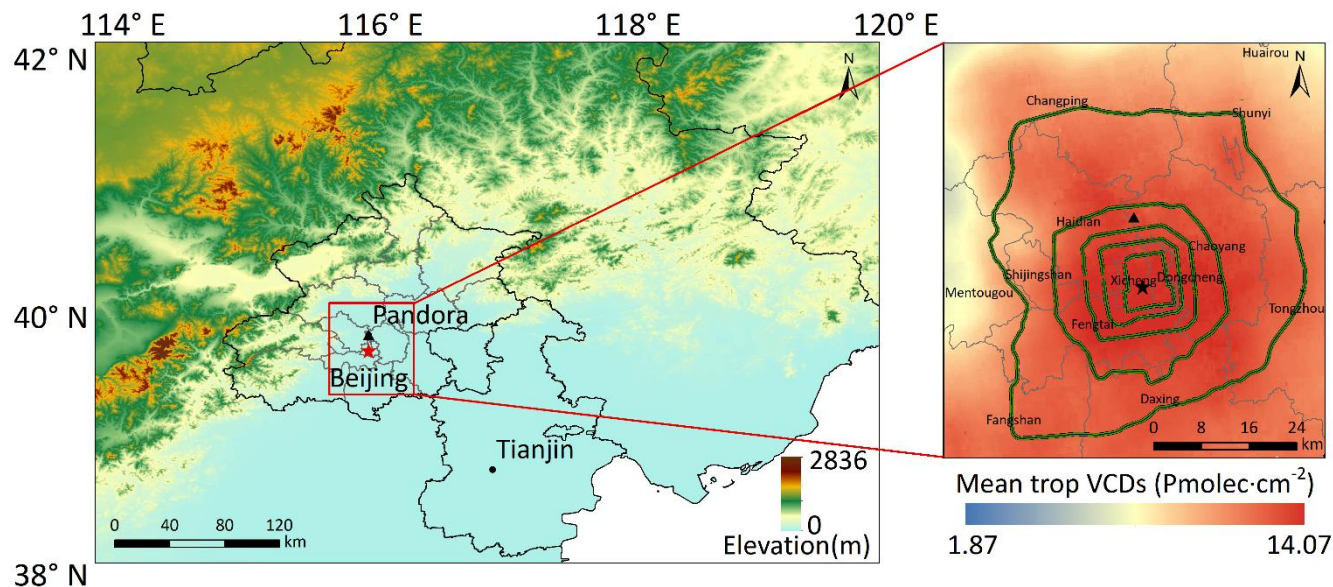 114° E
116° E
118° E
120° E
42° N
40° N
38° N
N
Pandora
Beijing
Tianjin
2836
0
Elevation(m)
0 40 80 120
km
N
Huairou
Changping
Shunyi
Haidian
Chaoyang
Shijingshan
Xicheng
Dongcheng
Mentougou
Tongzhou
Fengtai
Daxing
Fangshan
0 8 16 24
km
Mean trop VCDs (Pmolec·cm⁻²)
1.87
14.07